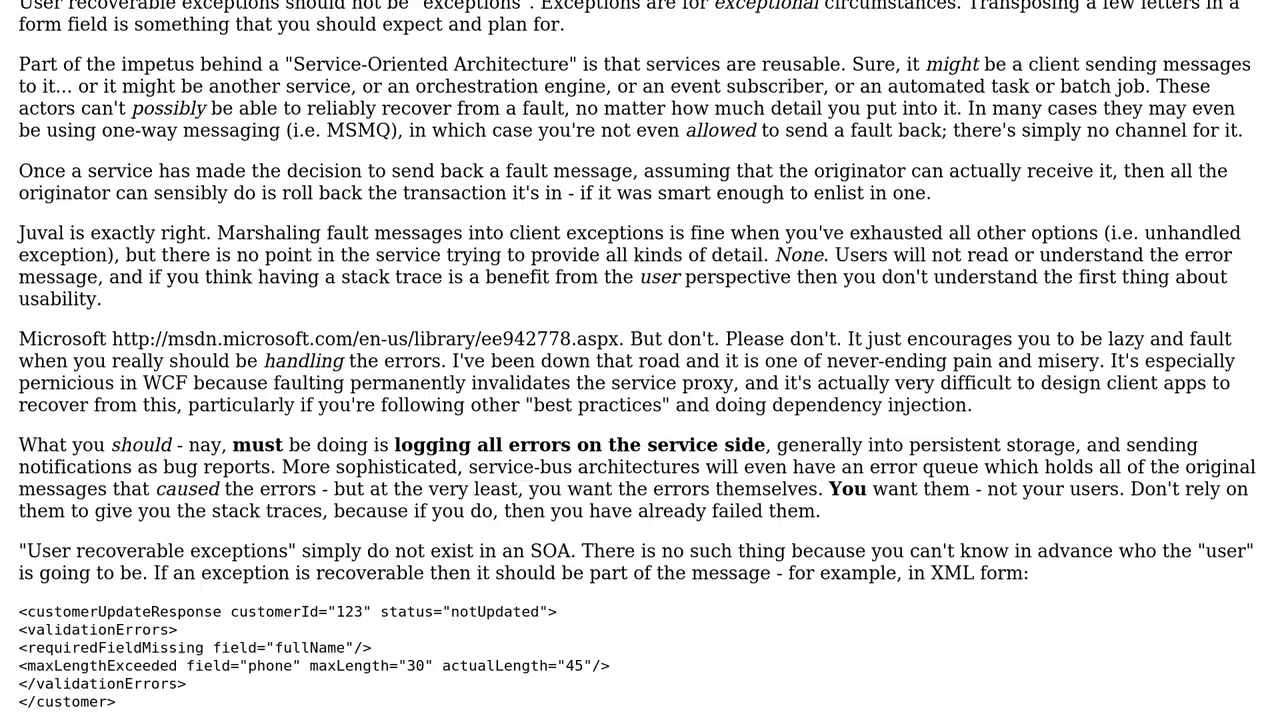 User recoverable exceptions should not be "exceptions". Exceptions are for exceptional circumstances. Transposing a few letters in a
form field is something that you should expect and plan for.
Part of the impetus behind a "Service-Oriented Architecture" is that services are reusable. Sure, it might be a client sending messages
to it... or it might be another service, or an orchestration engine, or an event subscriber, or an automated task or batch job. These
actors can't possibly be able to reliably recover from a fault, no matter how much detail you put into it. In many cases they may even
be using one-way messaging (i.e. MSMQ), in which case you're not even allowed to send a fault back; there's simply no channel for it.
Once a service has made the decision to send back a fault message, assuming that the originator can actually receive it, then all the
originator can sensibly do is roll back the transaction it's in - if it was smart enough to enlist in one.
Juval is exactly right. Marshaling fault messages into client exceptions is fine when you've exhausted all other options (i.e. unhandled
exception), but there is no point in the service trying to provide all kinds of detail. None. Users will not read or understand the error
message, and if you think having a stack trace is a benefit from the user perspective then you don't understand the first thing about
usability.
Microsoft http://msdn.microsoft.com/en-us/library/ee942778.aspx. But don't. Please don't. It just encourages you to be lazy and fault
when you really should be handling the errors. I've been down that road and it is one of never-ending pain and misery. It's especially
pernicious in WCF because faulting permanently invalidates the service proxy, and it's actually very difficult to design client apps to
recover from this, particularly if you're following other "best practices" and doing dependency injection.
What you should - nay, must be doing is logging all errors on the service side, generally into persistent storage, and sending
notifications as bug reports. More sophisticated, service-bus architectures will even have an error queue which holds all of the original
messages that caused the errors - but at the very least, you want the errors themselves. You want them - not your users. Don't rely on
them to give you the stack traces, because if you do, then you have already failed them.
"User recoverable exceptions" simply do not exist in an SOA. There is no such thing because you can't know in advance who the "user"
is going to be. If an exception is recoverable then it should be part of the message - for example, in XML form:
<customerUpdateResponse customerId="123" status="notUpdated">
<validationErrors>
<requiredFieldMissing field="fullName"/>
<maxLengthExceeded field="phone" maxLength="30" actualLength="45"/>
</validationErrors>
</customer>